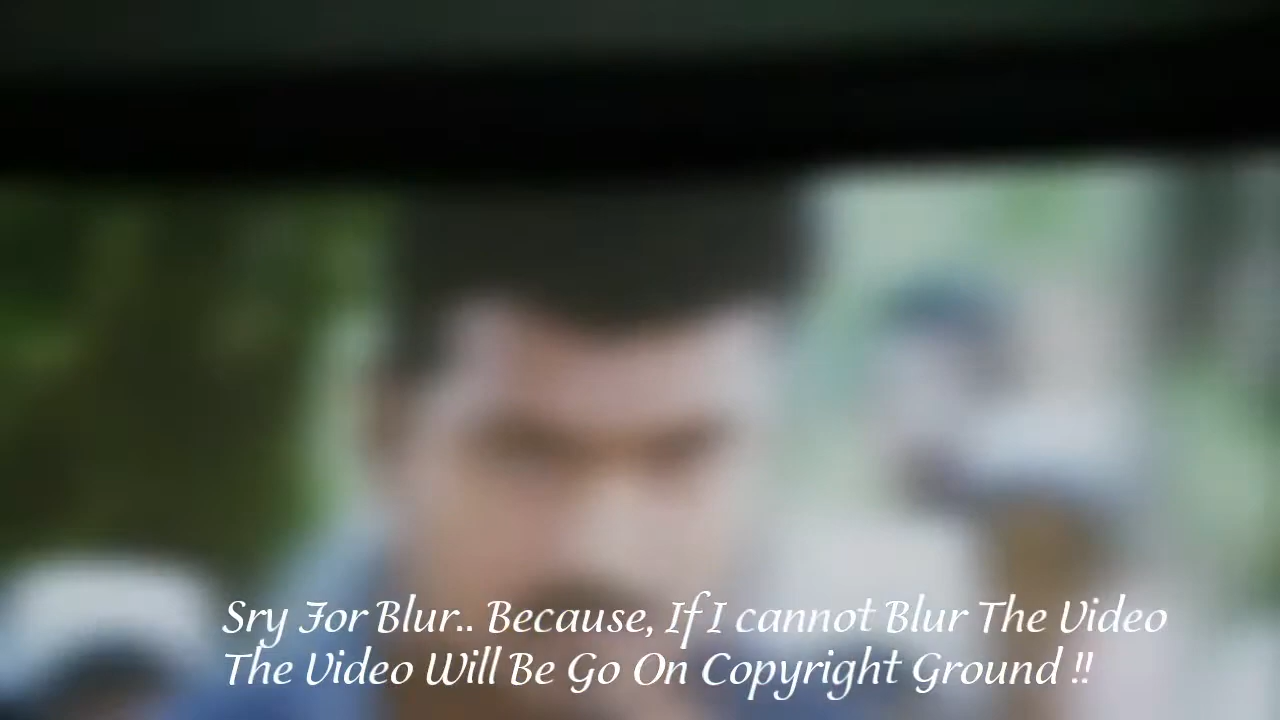 Sry For Blur.. Because, If I cannot Blur The Video
The Video Will Be Go On Copyright Ground !!